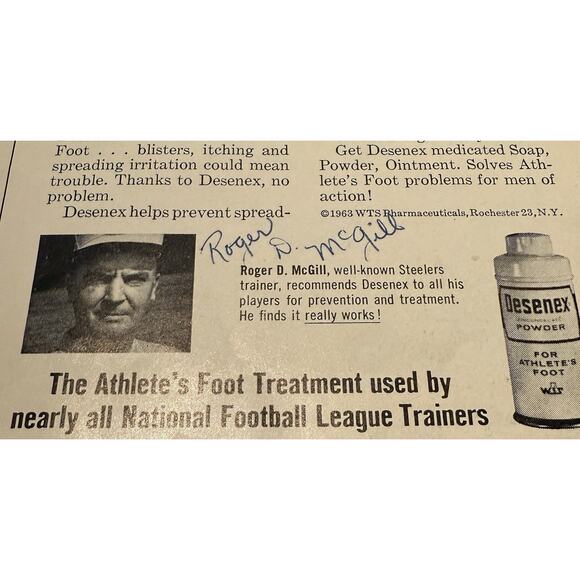 Foot . . . blisters, itching and
spreading irritation could mean
trouble. Thanks to Desenex, no
problem.
Desenex helps prevent spread-
Get Desenex medicated Soap,
Powder, Ointment. Solves Ath-
lete's Foot problems for men of
action!
©1963 WTS Pharmaceuticals, Rochester 23, N.Y.
Roger D. McGill
Roger D. McGill, well-known Steelers
trainer, recommends Desenex to all his
players for prevention and treatment.
He finds it really works!
Desenex
POWDER
FOR
ATHLETE'S
FOOT
WTS
The Athlete's Foot Treatment used by
nearly all National Football League Trainers